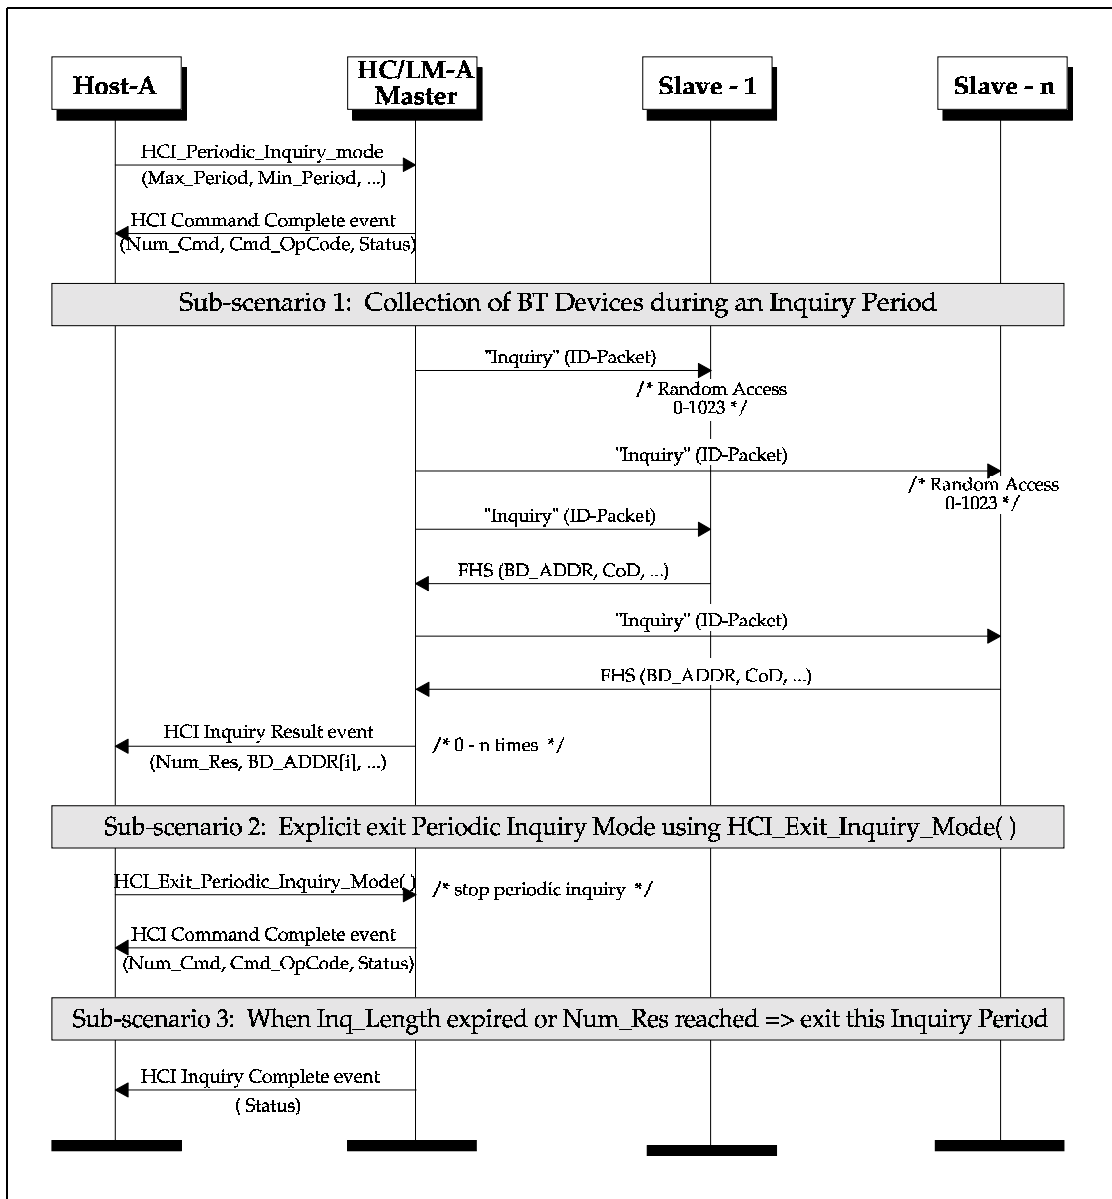 Host-A
HC/LM-A
Master
Slave - 1
Slave - n
HCI_Periodic_Inquiry_mode
(Max_Period, Min_Period, ...)
HCI Command Complete event
(Num_Cmd, Cmd_OpCode, Status)
Sub-scenario 1: Collection of BT Devices during an Inquiry Period
"Inquiry" (ID-Packet)
/* Random Access
0-1023 */
"Inquiry" (ID-Packet)
/* Random Access
0-1023 */
"Inquiry" (ID-Packet)
FHS (BD_ADDR, CoD, ...)
"Inquiry" (ID-Packet)
FHS (BD_ADDR, CoD, ...)
HCI Inquiry Result event
(Num_Res, BD_ADDR[i], ...)
/* 0 - n times */
Sub-scenario 2: Explicit exit Periodic Inquiry Mode using HCI_Exit_Inquiry_Mode( )
HCI_Exit_Periodic_Inquiry_Mode( )
/* stop periodic inquiry */
HCI Command Complete event
(Num_Cmd, Cmd_OpCode, Status)
Sub-scenario 3: When Inq_Length expired or Num_Res reached => exit this Inquiry Period
HCI Inquiry Complete event
( Status)